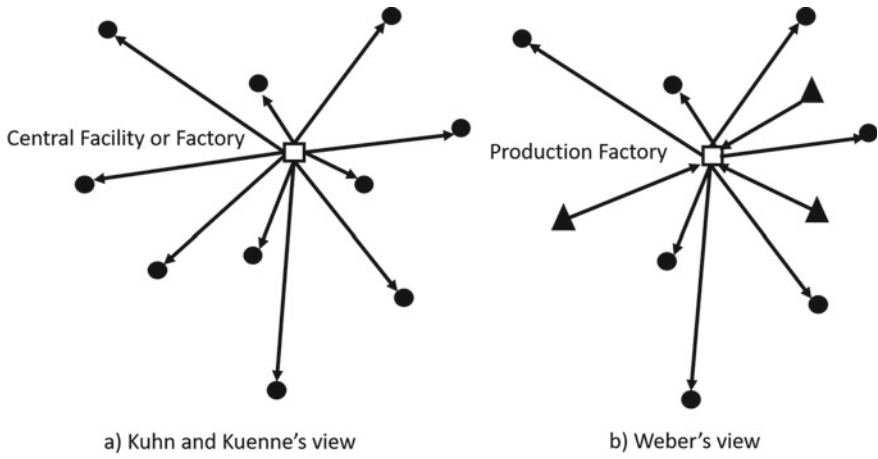 Central Facility or Factory
Production Factory
a) Kuhn and Kuenne's view
b) Weber's view